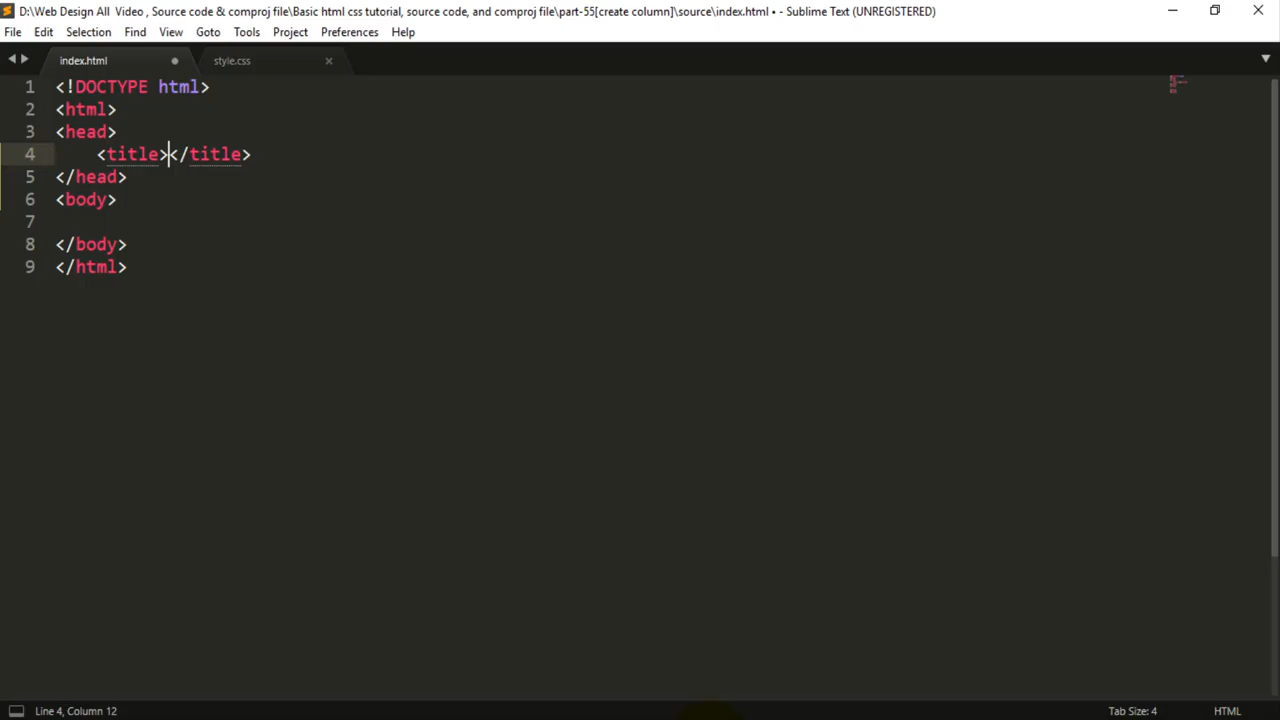 D:\Web Design All  Video , Source code & comproj file\Basic html css tutorial, source code, and comproj file\part-55[create column]\source\index.html • - Sublime Text (UNREGISTERED)
File Edit Selection Find View Goto Tools Project Preferences Help
index.html style.css
1 <!DOCTYPE html>
2 <html>
3 <head>
4     <title></title>
5 </head>
6 <body>
7
8 </body>
9 </html>
Line 4, Column 12 Tab Size: 4 HTML